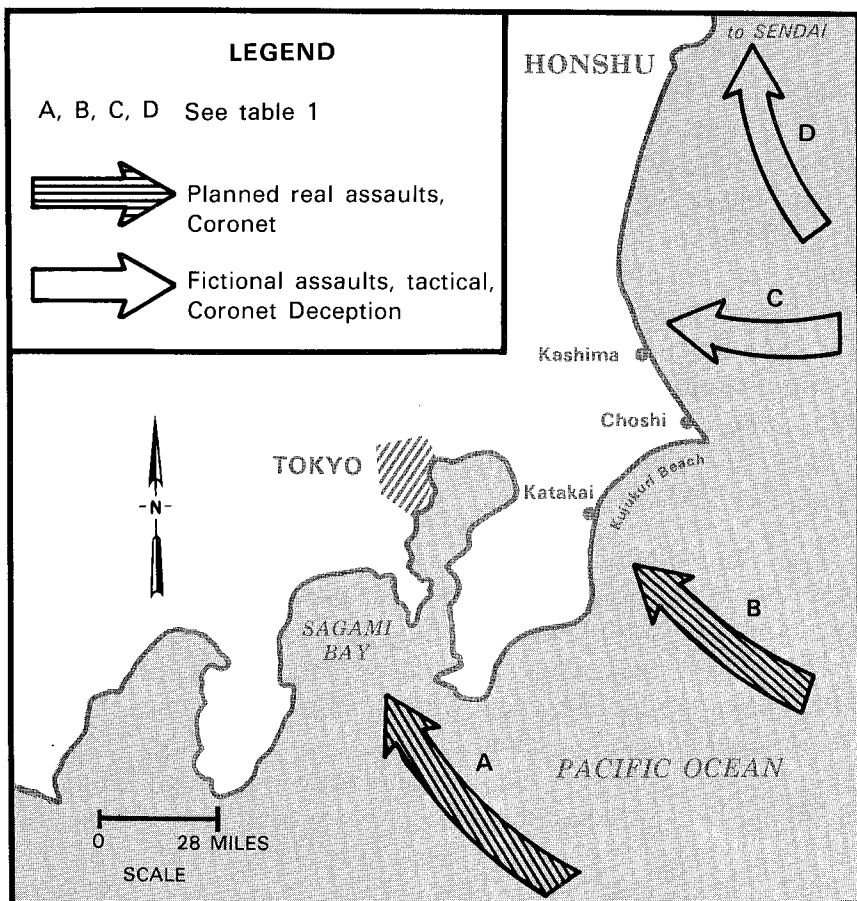 LEGEND
A, B, C, D See table 1
Planned real assaults,
Coronet
Fictional assaults, tactical,
Coronet Deception
to SENDAI
HONSHU
D
C
Kashima
Choshi
TOKYO
Katakai
Kujukuri Beach
-N-
B
SAGAMI
BAY
A
PACIFIC OCEAN
0 28 MILES
SCALE